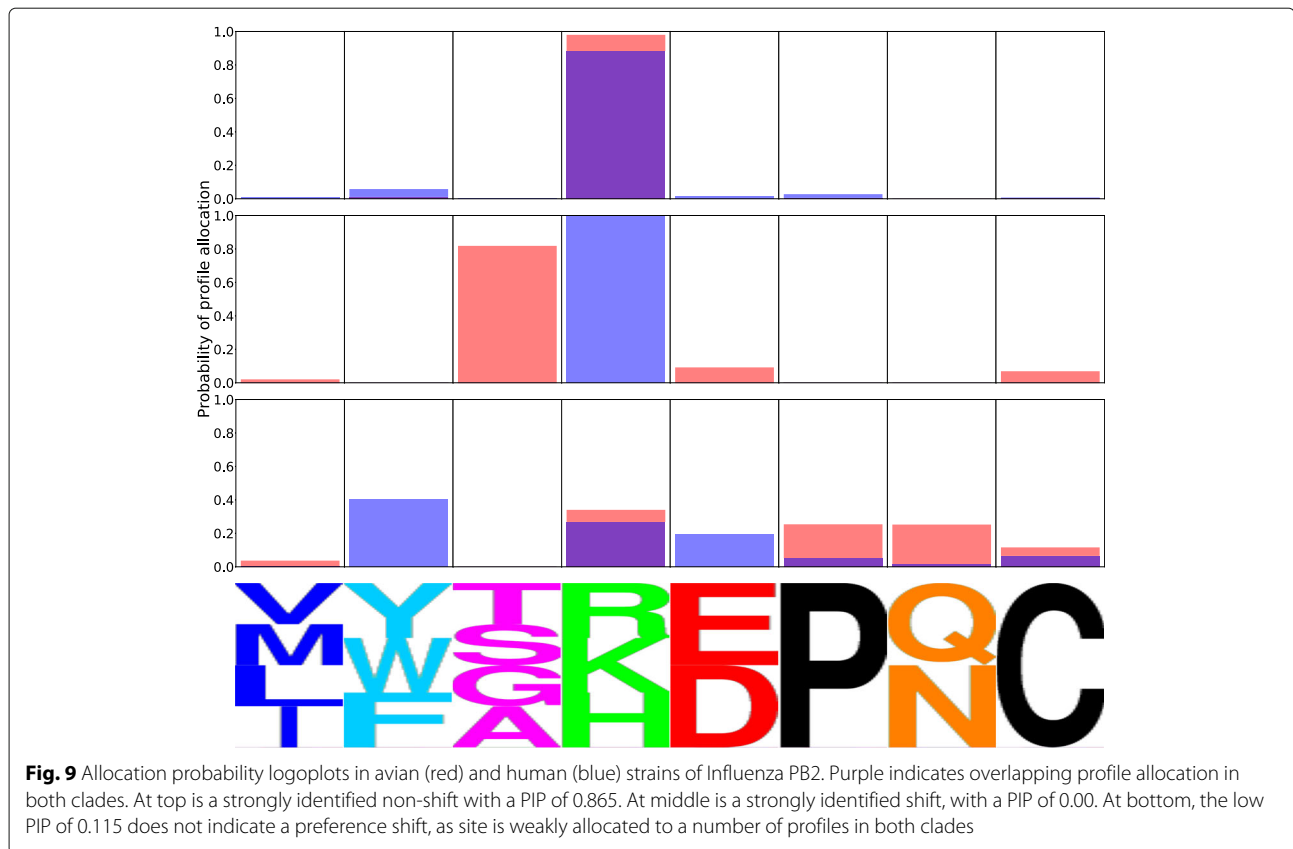 1.0
0.8
0.6
0.4
0.2
0.0
1.0
0.8
0.6
0.4
0.2
0.0
1.0
0.8
0.6
0.4
0.2
0.0
Probability of profile allocation
V Y T R E P Q C
M W S K D N
L F G H
I A
Fig. 9 Allocation probability logoplots in avian (red) and human (blue) strains of Influenza PB2. Purple indicates overlapping profile allocation in
both clades. At top is a strongly identified non-shift with a PIP of 0.865. At middle is a strongly identified shift, with a PIP of 0.00. At bottom, the low
PIP of 0.115 does not indicate a preference shift, as site is weakly allocated to a number of profiles in both clades